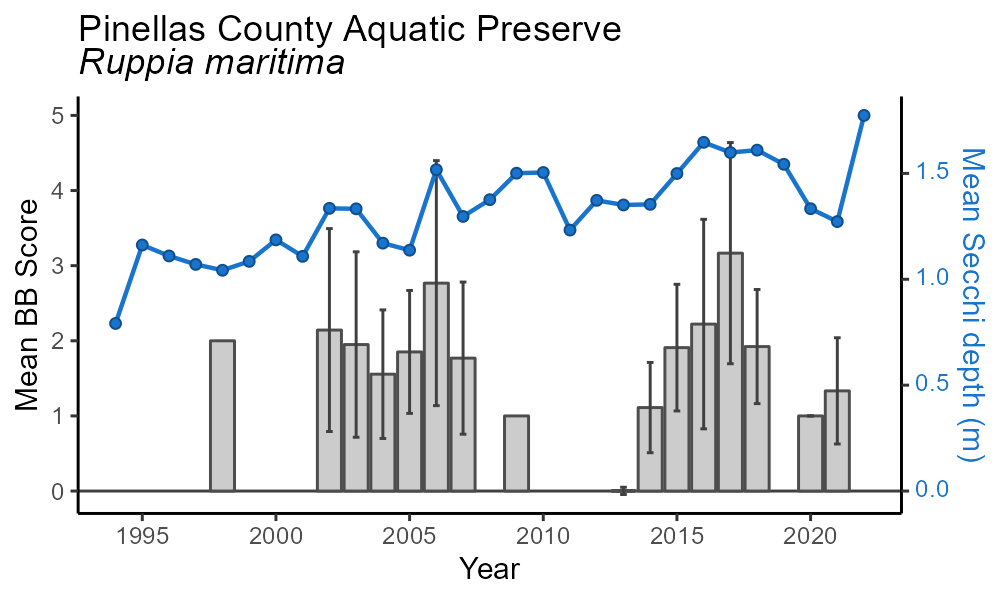 Pinellas County Aquatic Preserve
Ruppia maritima
Mean BB Score
5
4
3
2
1
0
1.5
1.0
0.5
0.0
Mean Secchi depth (m)
1995 2000 2005 2010 2015 2020
Year